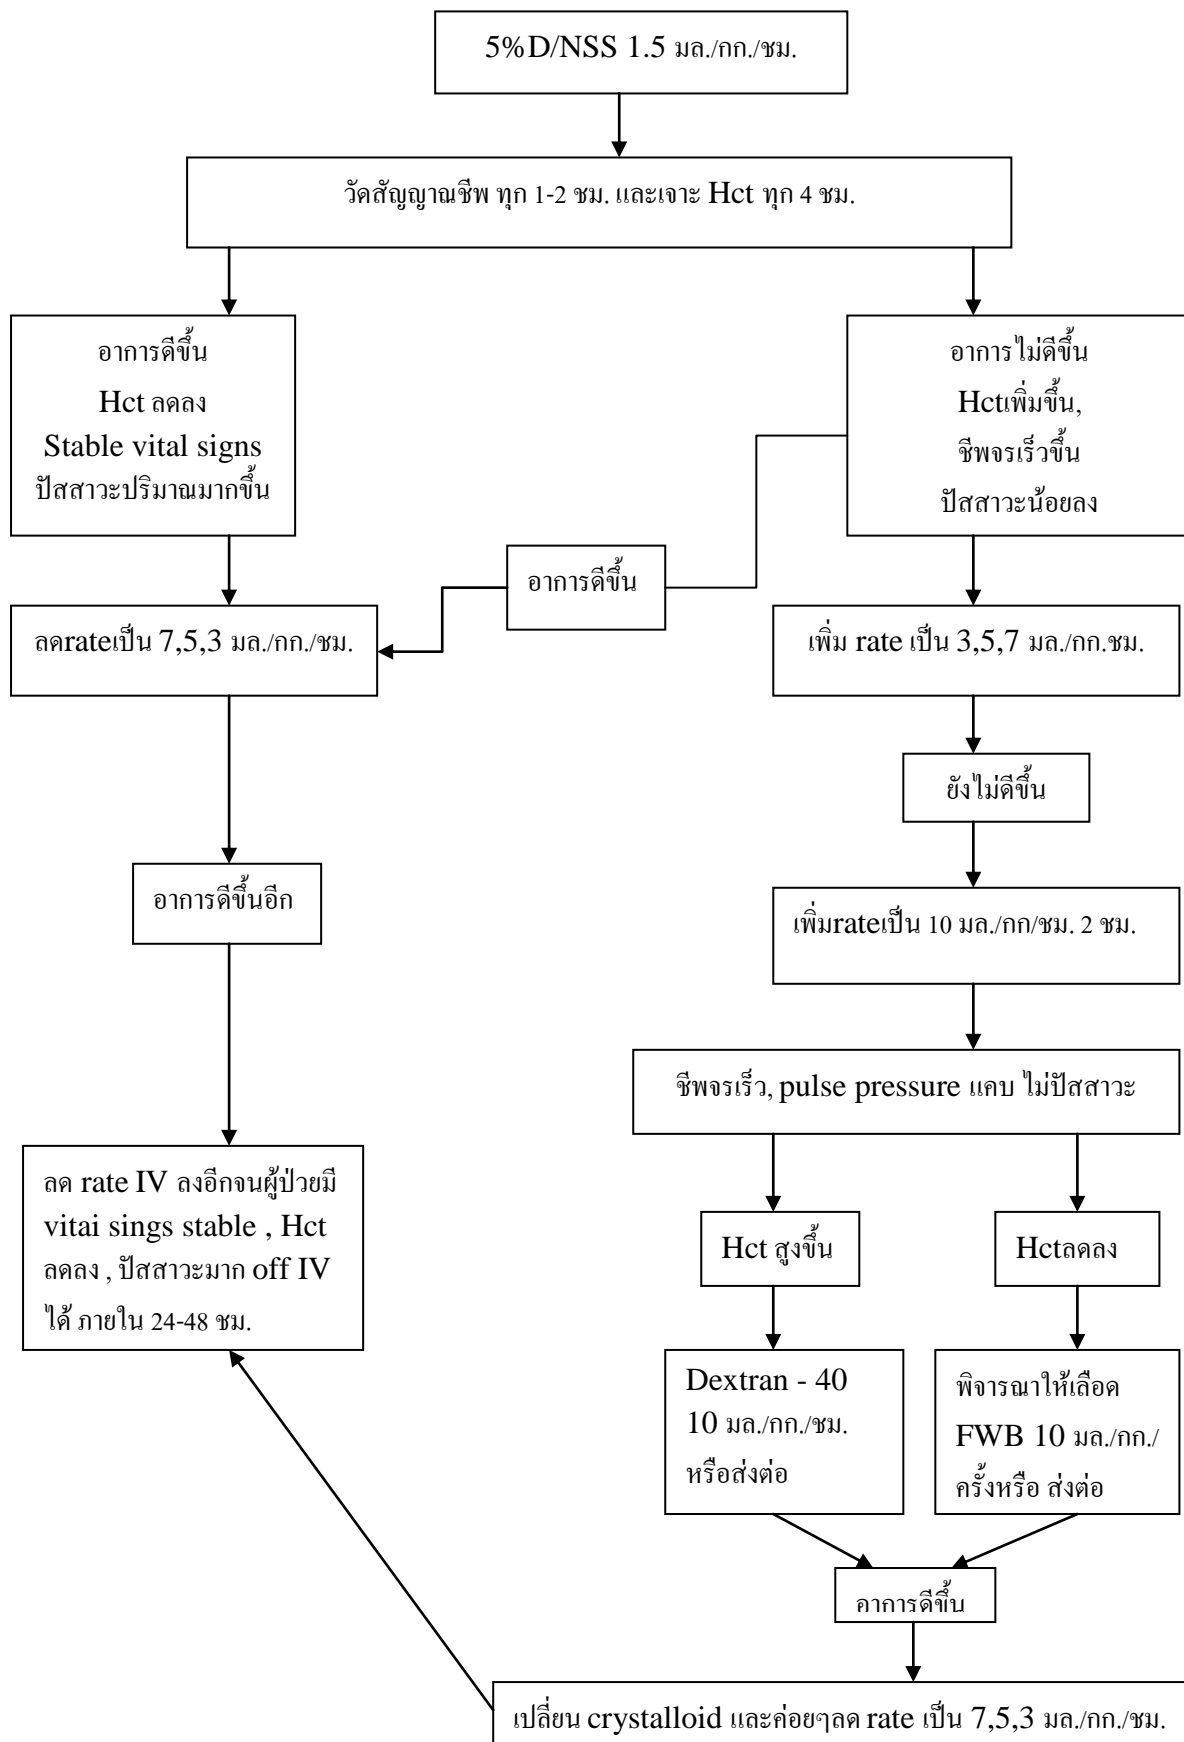 5%D/NSS 1.5 มล./กก./ชม.
วัดสัญญาณชีพ ทุก 1-2 ชม. และเจาะ Hct ทุก 4 ชม.
อาการดีขึ้น
Hct ลดลง
Stable vital signs
ปัสสาวะปริมาณมากขึ้น
อาการไม่ดีขึ้น
Hctเพิ่มขึ้น,
ชีพจรเร็วขึ้น
ปัสสาวะน้อยลง
อาการดีขึ้น
ลดrateเป็น 7,5,3 มล./กก./ชม.
เพิ่ม rate เป็น 3,5,7 มล./กก.ชม.
ยังไม่ดีขึ้น
อาการดีขึ้นอีก
เพิ่มrateเป็น 10 มล./กก/ชม. 2 ชม.
ชีพจรเร็ว, pulse pressure แคบ ไม่ปัสสาวะ
ลด rate IV ลงอีกจนผู้ป่วยมี
vitai sings stable , Hct
ลดลง , ปัสสาวะมาก off IV
ได้ ภายใน 24-48 ชม.
Hct สูงขึ้น
Hctลดลง
Dextran - 40
10 มล./กก./ชม.
หรือส่งต่อ
พิจารณาให้เลือด
FWB 10 มล./กก./
ครั้งหรือ ส่งต่อ
คาการดีขึ้น
เปลี่ยน crystalloid และค่อยๆลด rate เป็น 7,5,3 มล./กก./ชม.